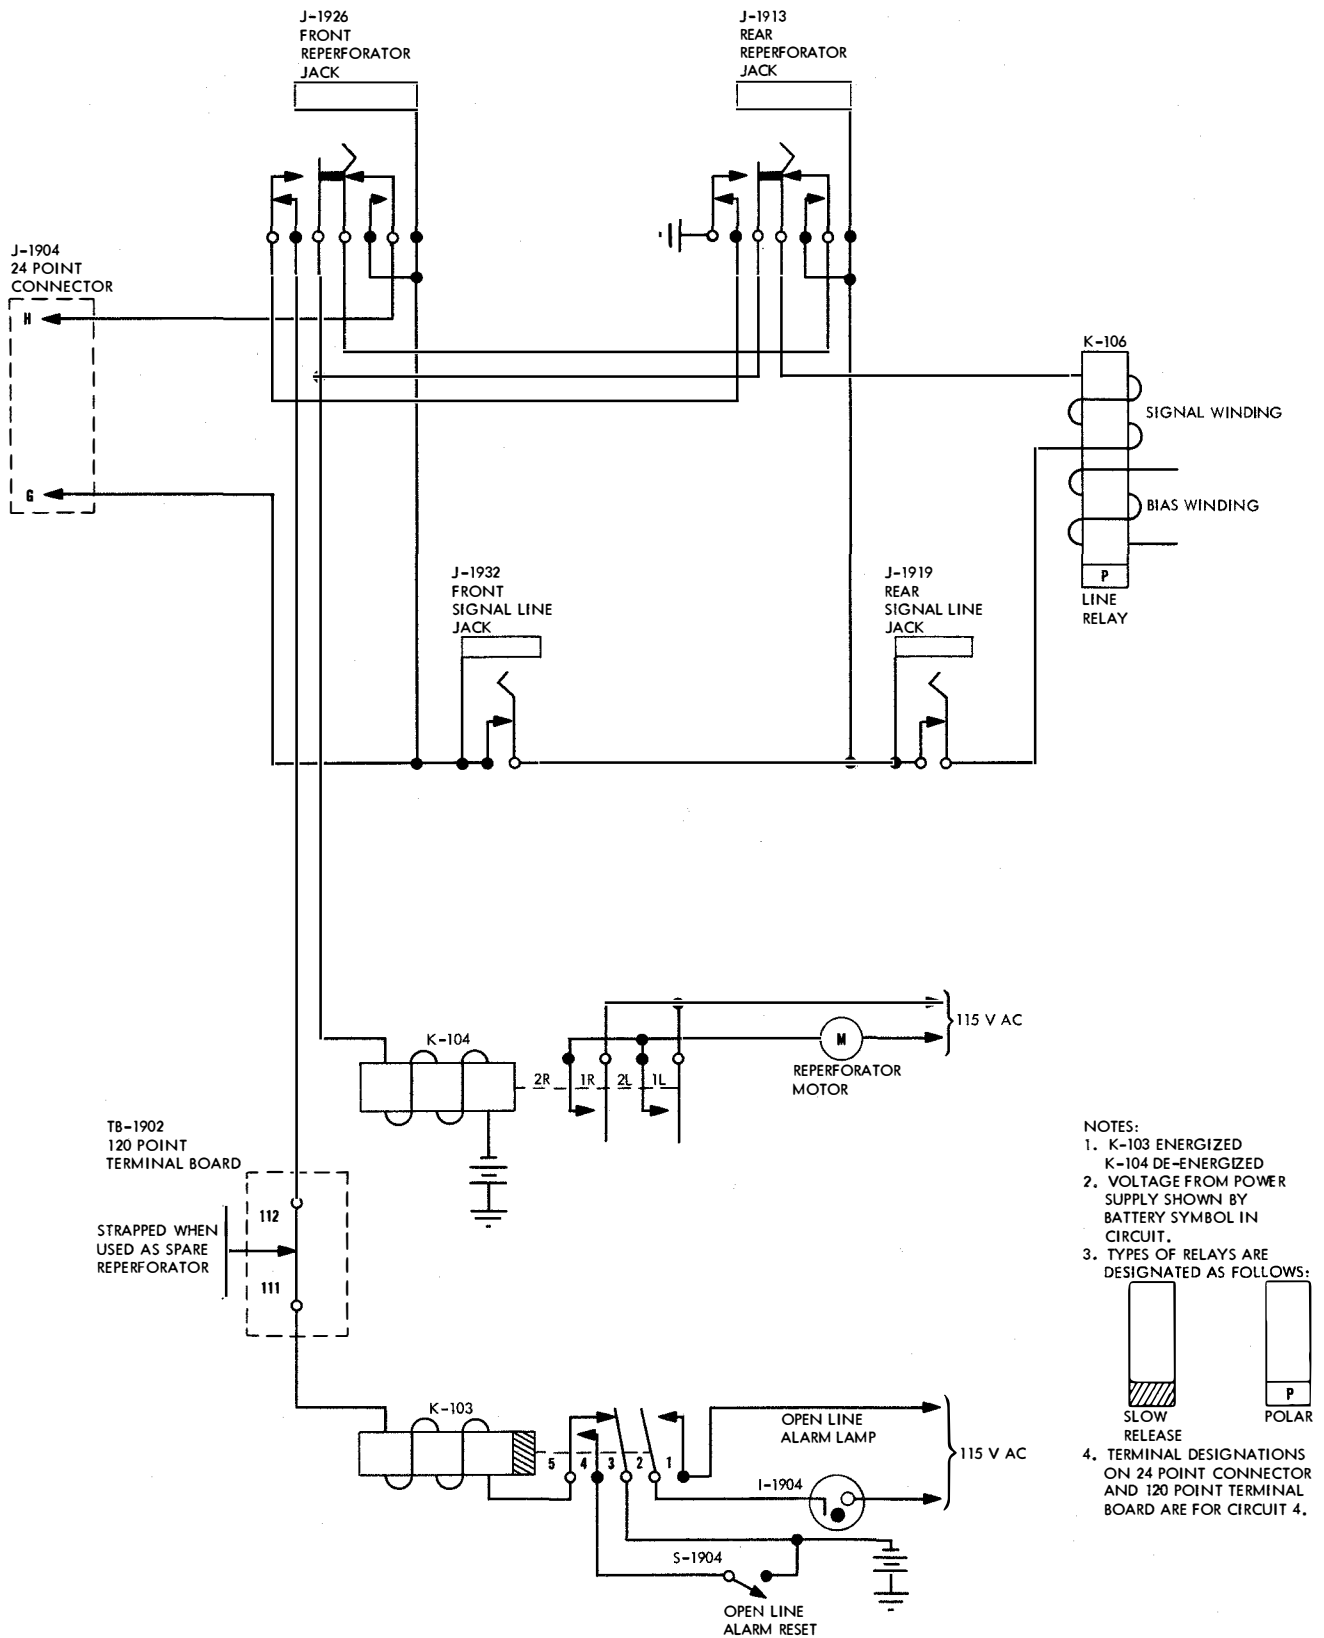 J-1926
FRONT
REPERFORATOR
JACK
J-1913
REAR
REPERFORATOR
JACK
J-1904
24 POINT
CONNECTOR
H
G
K-106
SIGNAL WINDING
BIAS WINDING
P
LINE
RELAY
J-1932
FRONT
SIGNAL LINE
JACK
J-1919
REAR
SIGNAL LINE
JACK
K-104
2R 1R 2L 1L
M
REPERFORATOR
MOTOR
115 V AC
TB-1902
120 POINT
TERMINAL BOARD
112
111
STRAPPED WHEN
USED AS SPARE
REPERFORATOR
K-103
5 4 3 2 1
OPEN LINE
ALARM LAMP
I-1904
115 V AC
S-1904
OPEN LINE
ALARM RESET
NOTES:
1. K-103 ENERGIZED
K-104 DE-ENERGIZED
2. VOLTAGE FROM POWER
SUPPLY SHOWN BY
BATTERY SYMBOL IN
CIRCUIT.
3. TYPES OF RELAYS ARE
DESIGNATED AS FOLLOWS:
SLOW
RELEASE
P
POLAR
4. TERMINAL DESIGNATIONS
ON 24 POINT CONNECTOR
AND 120 POINT TERMINAL
BOARD ARE FOR CIRCUIT 4.